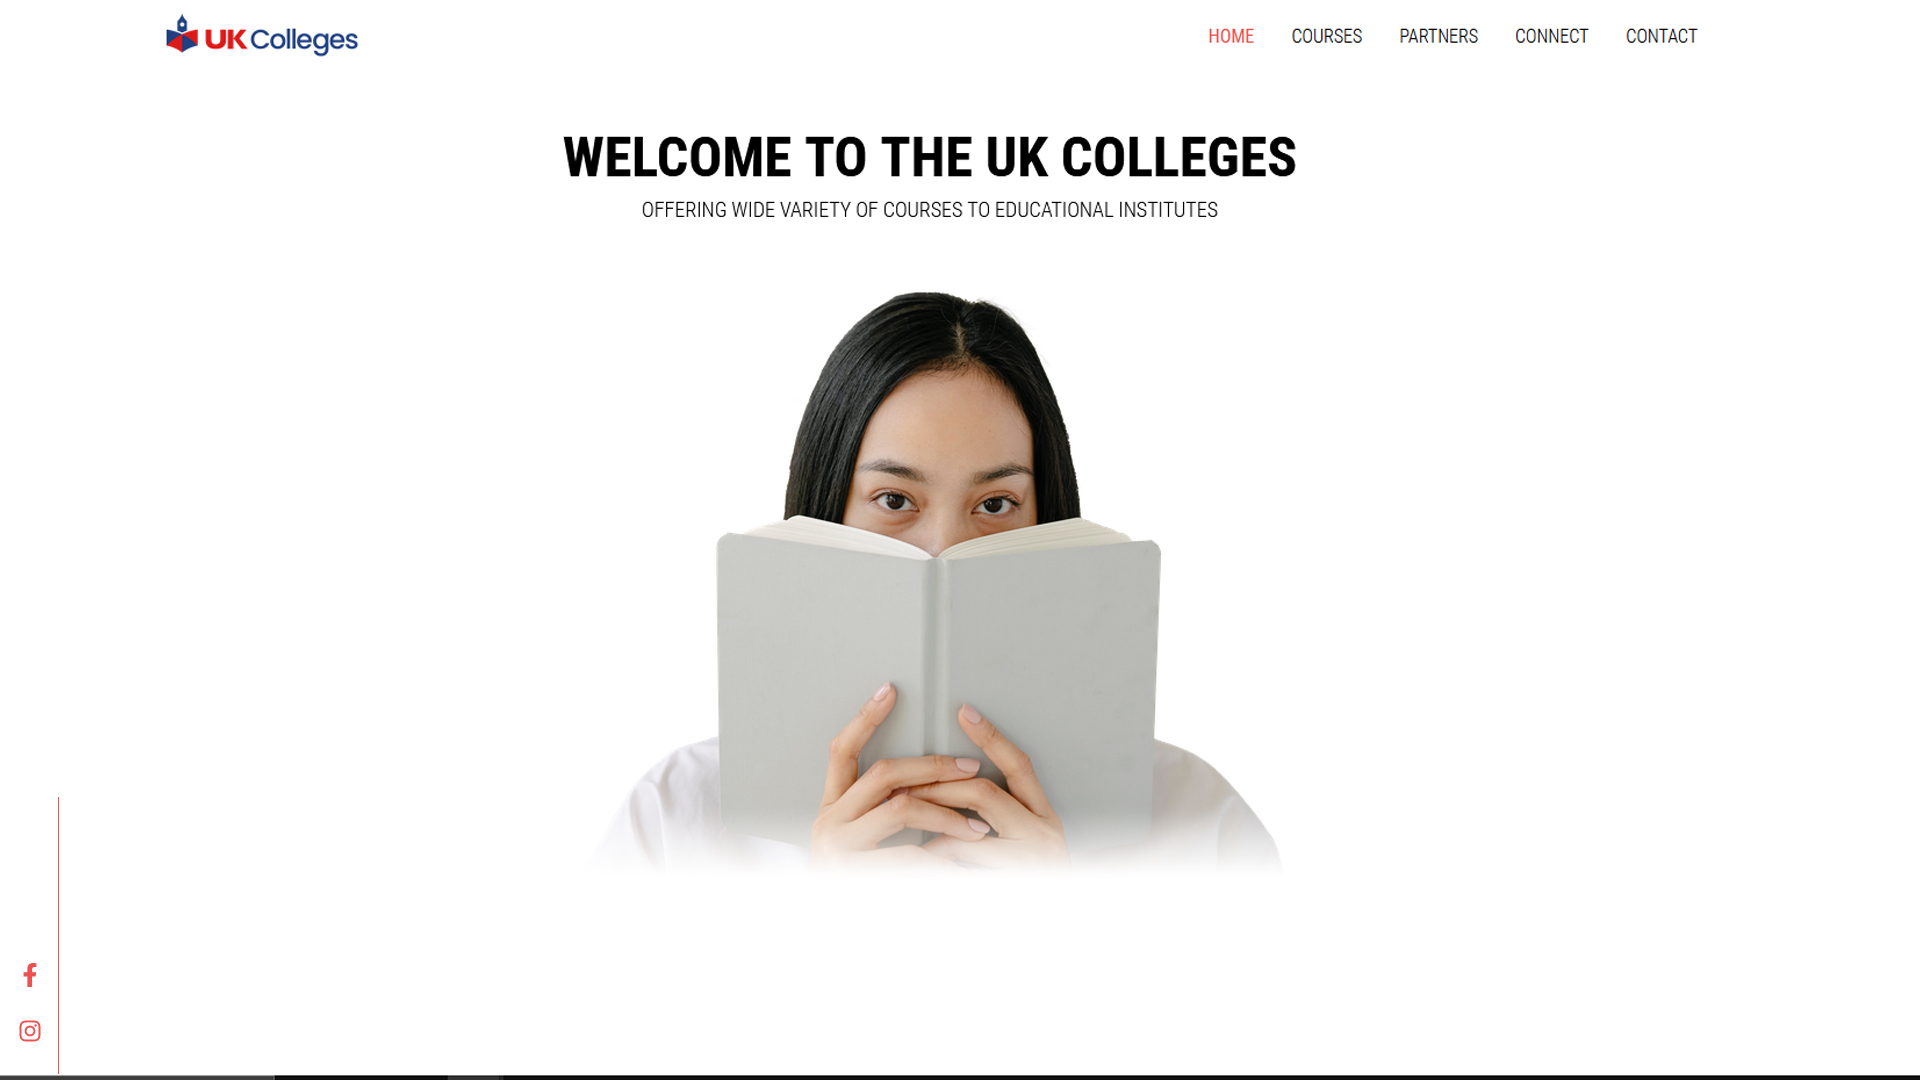 UK Colleges
HOME COURSES PARTNERS CONNECT CONTACT
WELCOME TO THE UK COLLEGES
OFFERING WIDE VARIETY OF COURSES TO EDUCATIONAL INSTITUTES